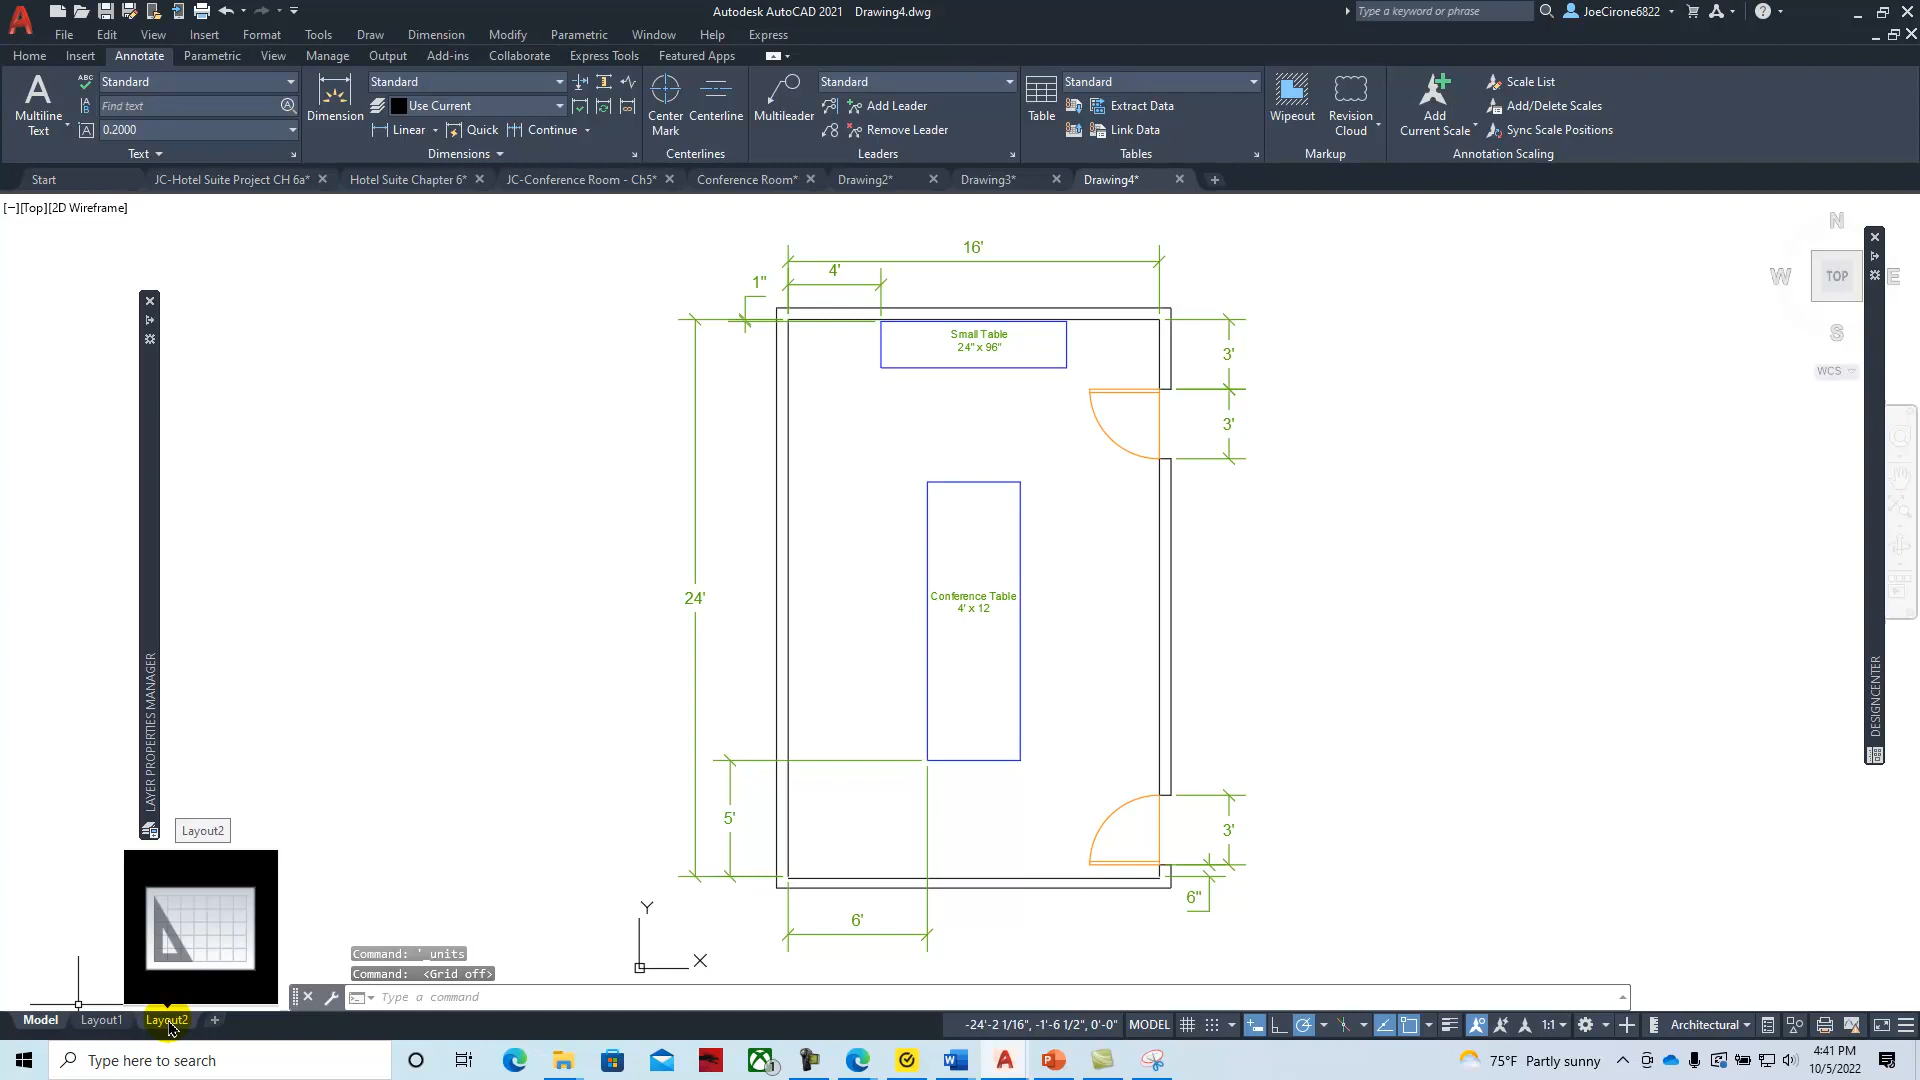 Autodesk AutoCAD 2021 Drawing4.dwg
Type a keyword or phrase
JoeCirone6822
File Edit View Insert Format Tools Draw Dimension Modify Parametric Window Help Express
Home Insert Annotate Parametric View Manage Output Add-ins Collaborate Express Tools Featured Apps
Multiline Text
ABC
Standard
Find text
0.2000
Text
Dimension
Standard
Use Current
Linear Quick Continue
Dimensions
Center Mark
Centerline
Centerlines
Multileader
Standard
Add Leader
Remove Leader
Leaders
Table
Standard
Extract Data
Link Data
Tables
Wipeout
Revision Cloud
Markup
Add Current Scale
Scale List
Add/Delete Scales
Sync Scale Positions
Annotation Scaling
Start JC-Hotel Suite Project CH 6a* Hotel Suite Chapter 6* JC-Conference Room - Ch5* Conference Room* Drawing2* Drawing3* Drawing4*
[−][Top][2D Wireframe]
N
W TOP E
S
WCS
16'
4'
1"
Small Table
24" x 96"
3'
3'
24'
Conference Table
4' x 12
5'
3'
6"
6'
Y
X
LAYER PROPERTIES MANAGER
DESIGNCENTER
Layout2
Command: '_units
Command: <Grid off>
Type a command
Model Layout1 Layout2
-24'-2 1/16", -1'-6 1/2", 0'-0" MODEL 1:1 Architectural
Type here to search
1
75°F Partly sunny
4:41 PM
10/5/2022